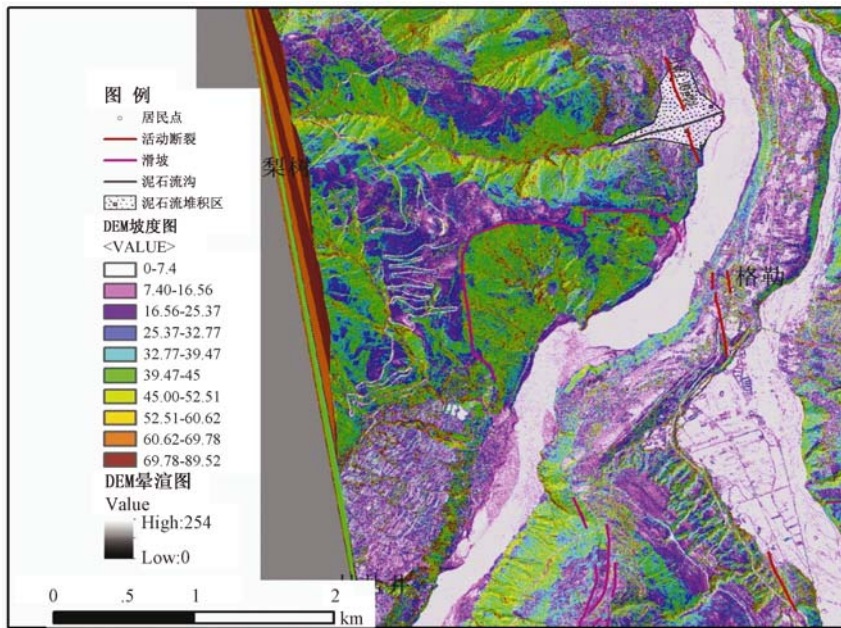 图 例
居民点
活动断裂
滑坡
泥石流沟
泥石流堆积区
DEM坡度图
<VALUE>
0-7.4
7.40-16.56
16.56-25.37
25.37-32.77
32.77-39.47
39.47-45
45.00-52.51
52.51-60.62
60.62-69.78
69.78-89.52
DEM晕渲图
Value
High:254
Low:0
0 .5 1 2
km
梨树
格勒